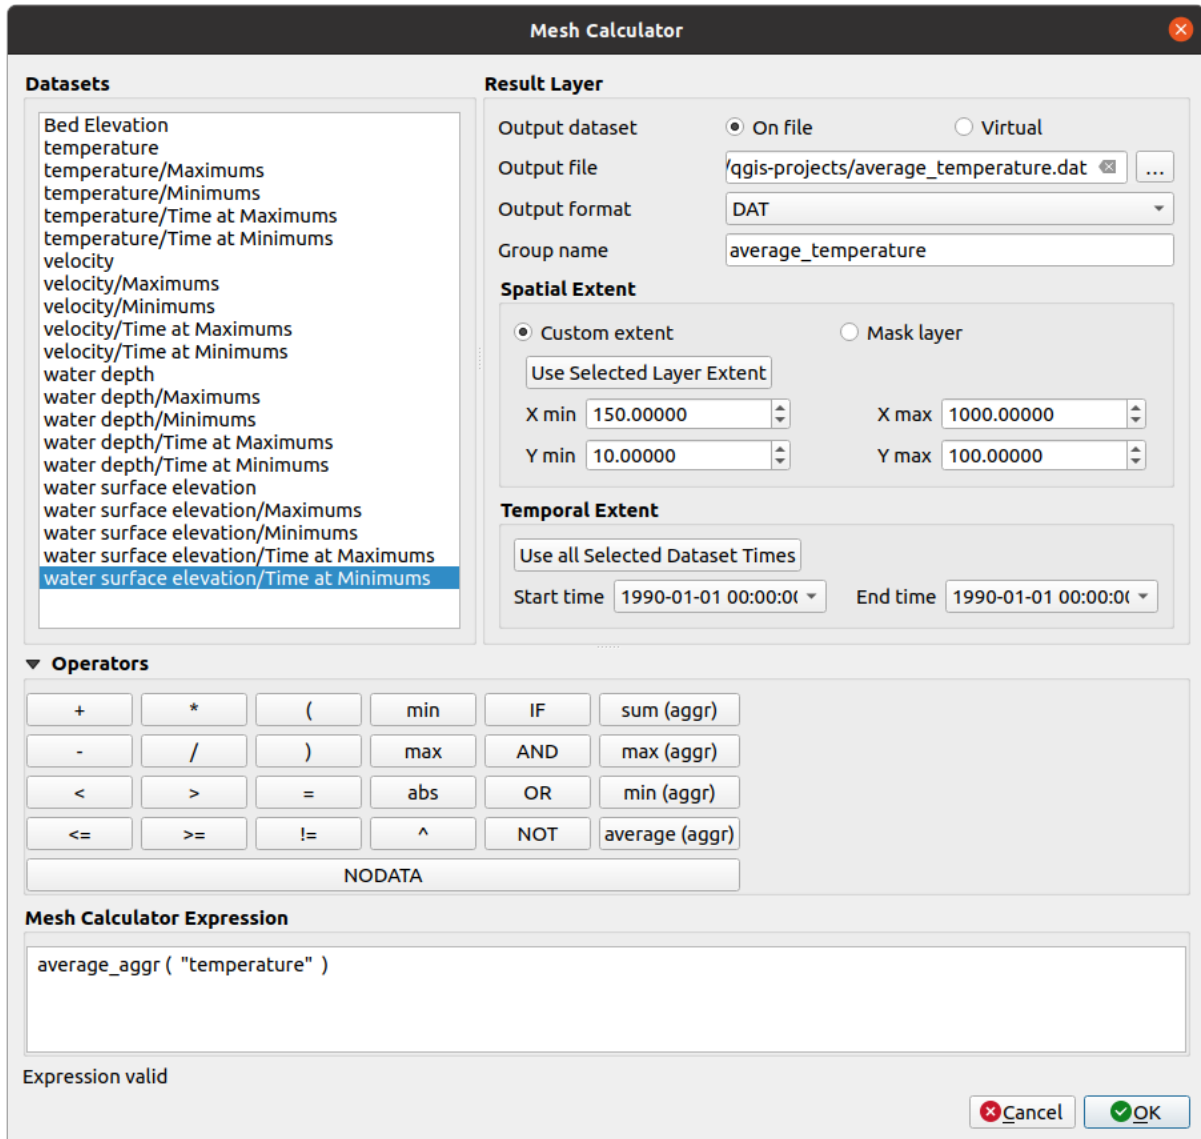 Mesh Calculator
Datasets
Bed Elevation
temperature
temperature/Maximums
temperature/Minimums
temperature/Time at Maximums
temperature/Time at Minimums
velocity
velocity/Maximums
velocity/Minimums
velocity/Time at Maximums
velocity/Time at Minimums
water depth
water depth/Maximums
water depth/Minimums
water depth/Time at Maximums
water depth/Time at Minimums
water surface elevation
water surface elevation/Maximums
water surface elevation/Minimums
water surface elevation/Time at Maximums
water surface elevation/Time at Minimums
Result Layer
Output dataset On file Virtual
Output file /qgis-projects/average_temperature.dat ...
Output format DAT
Group name average_temperature
Spatial Extent
Custom extent Mask layer
Use Selected Layer Extent
X min 150.00000 X max 1000.00000
Y min 10.00000 Y max 100.00000
Temporal Extent
Use all Selected Dataset Times
Start time 1990-01-01 00:00:0( End time 1990-01-01 00:00:0(
Operators
+ * ( min IF sum (aggr)
- / ) max AND max (aggr)
< > = abs OR min (aggr)
<= >= != ^ NOT average (aggr)
NODATA
Mesh Calculator Expression
average_aggr ( "temperature" )
Expression valid
Cancel OK